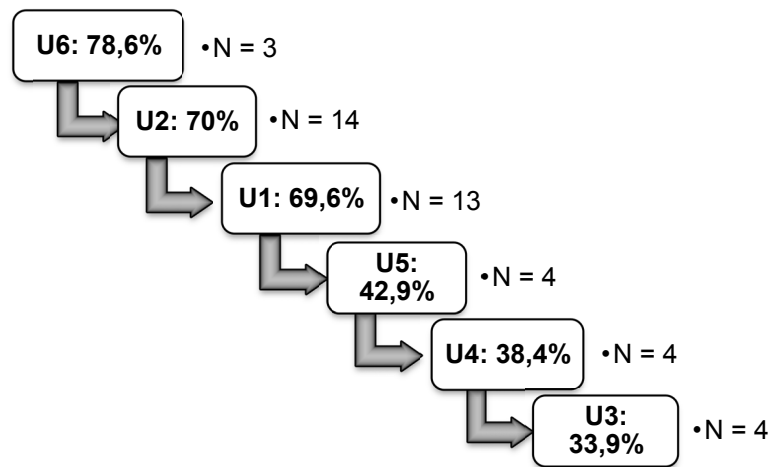 U6: 78,6% •N = 3
U2: 70% •N = 14
U1: 69,6% •N = 13
U5:
42,9% •N = 4
U4: 38,4% •N = 4
U3:
33,9% •N = 4